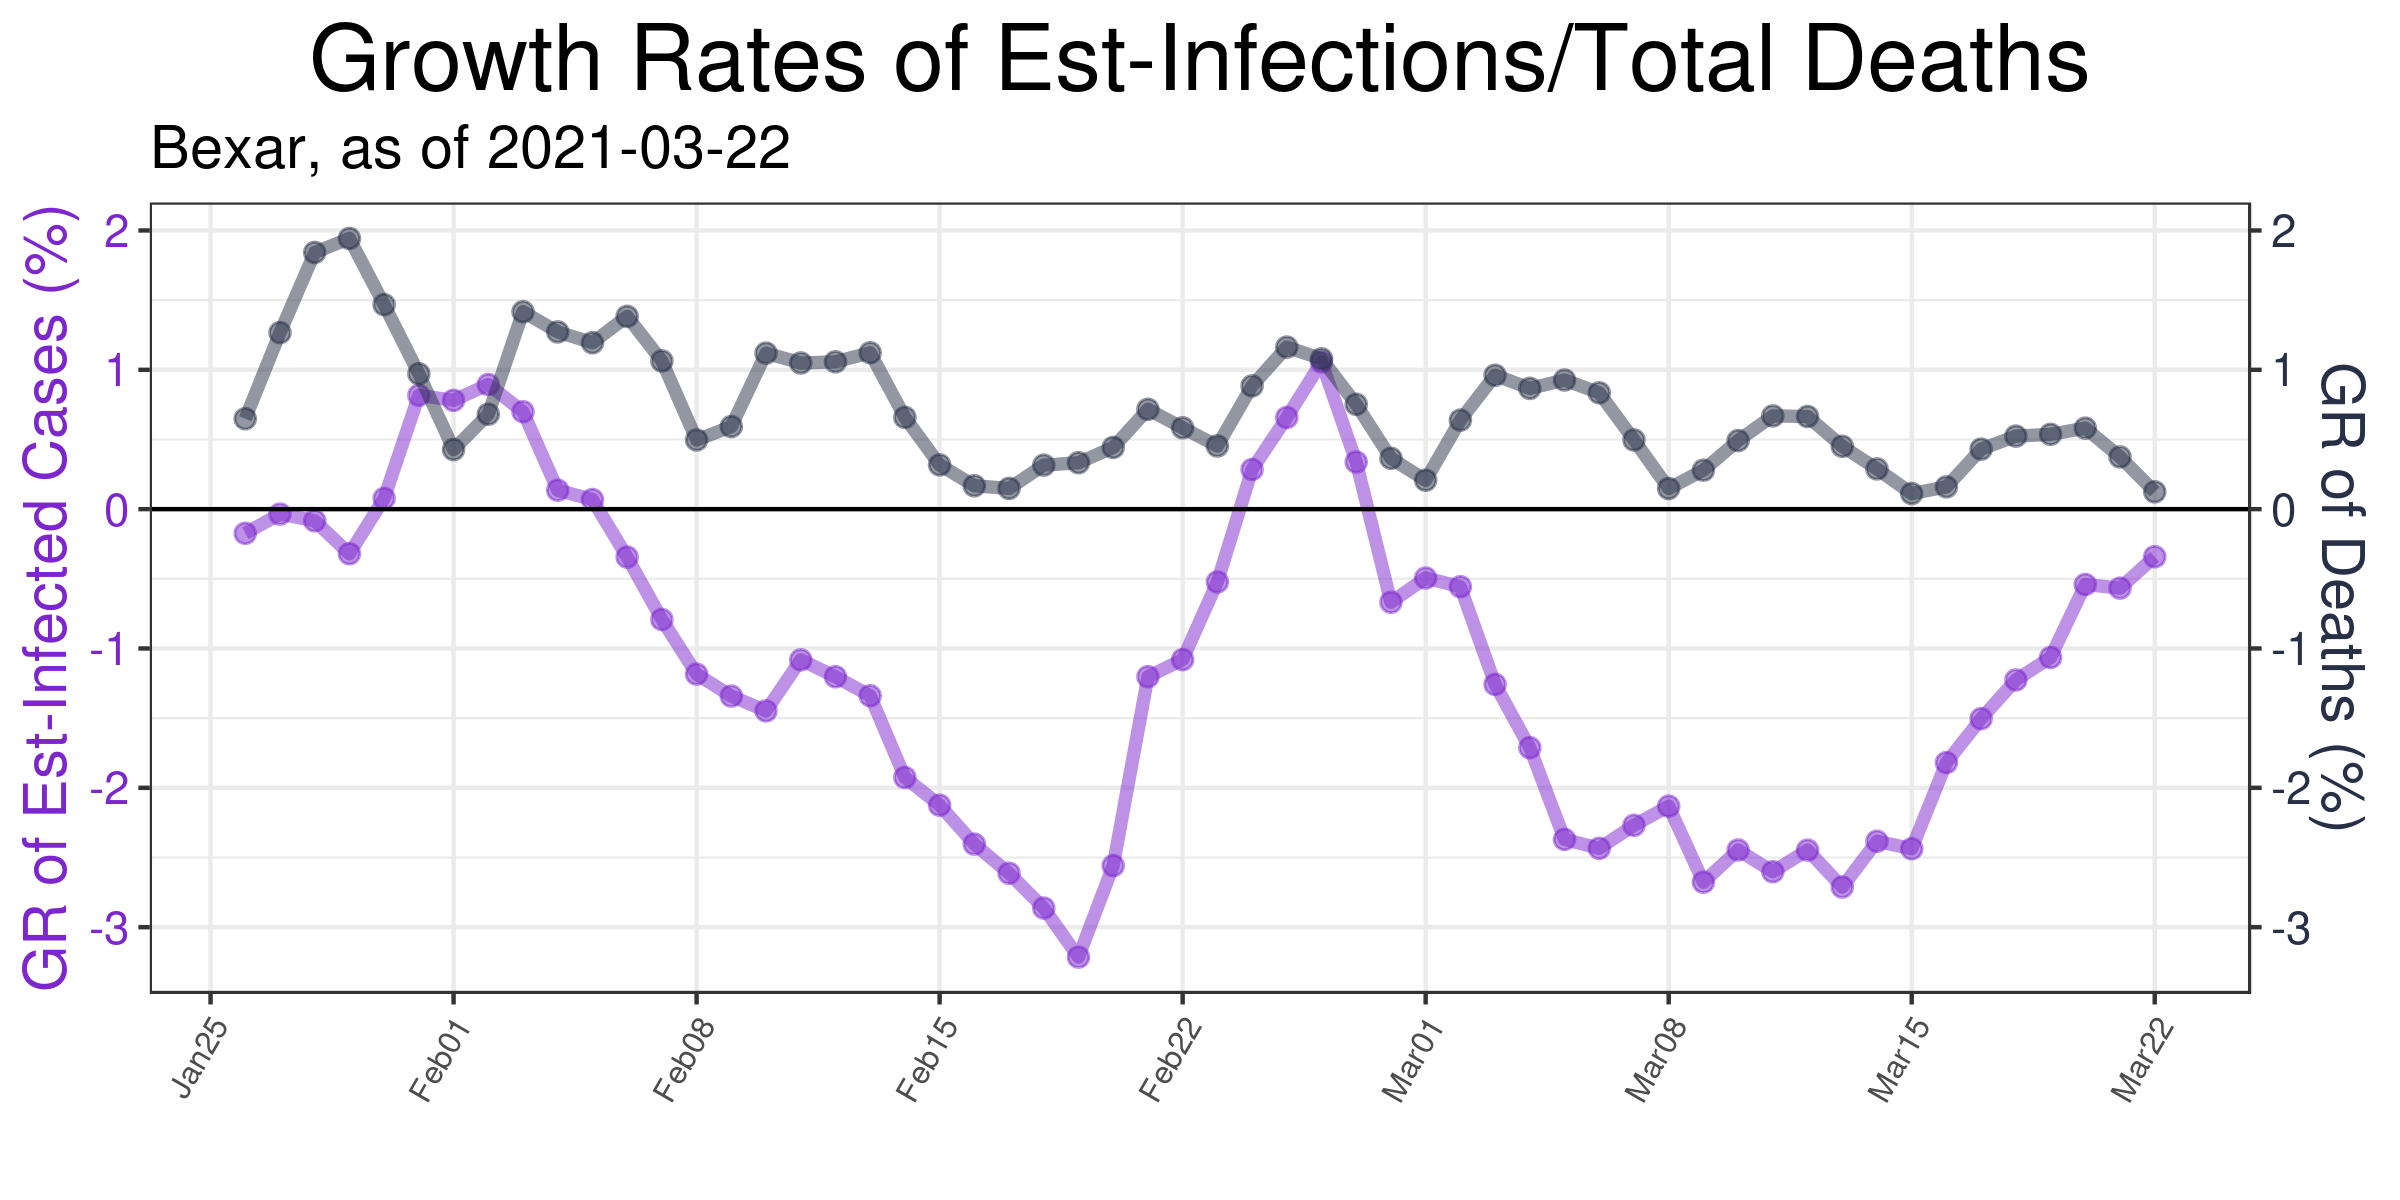 Growth Rates of Est-Infections/Total Deaths
Bexar, as of 2021-03-22
GR of Est-Infected Cases (%)
2
1
0
-1
-2
-3
2
1
0
-1
-2
-3
GR of Deaths (%)
Jan25
Feb01
Feb08
Feb15
Feb22
Mar01
Mar08
Mar15
Mar22